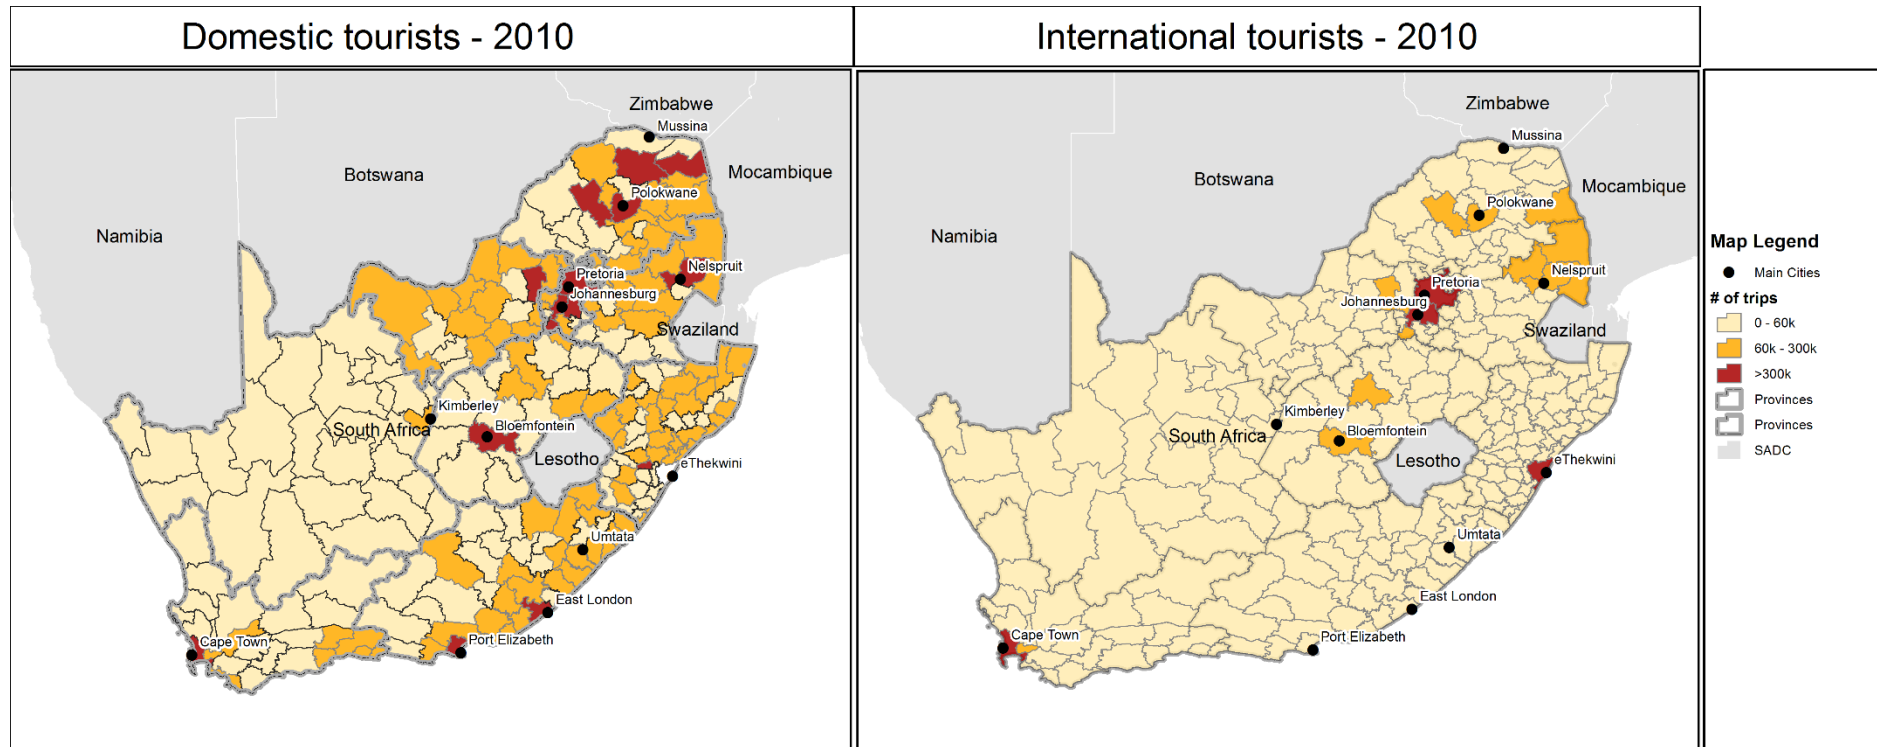 Domestic tourists - 2010
International tourists - 2010
Zimbabwe
Mussina
Botswana
Mocambique
Polokwane
Namibia
Nelspruit
Pretoria
Johannesburg
Swaziland
Kimberley
South Africa
Bloemfontein
Lesotho
eThekwini
Umtata
East London
Cape Town
Port Elizabeth
Zimbabwe
Mussina
Botswana
Mocambique
Polokwane
Namibia
Nelspruit
Pretoria
Johannesburg
Swaziland
Kimberley
South Africa
Bloemfontein
Lesotho
eThekwini
Umtata
East London
Cape Town
Port Elizabeth
Map Legend
Main Cities
# of trips
0 - 60k
60k - 300k
>300k
Provinces
Provinces
SADC